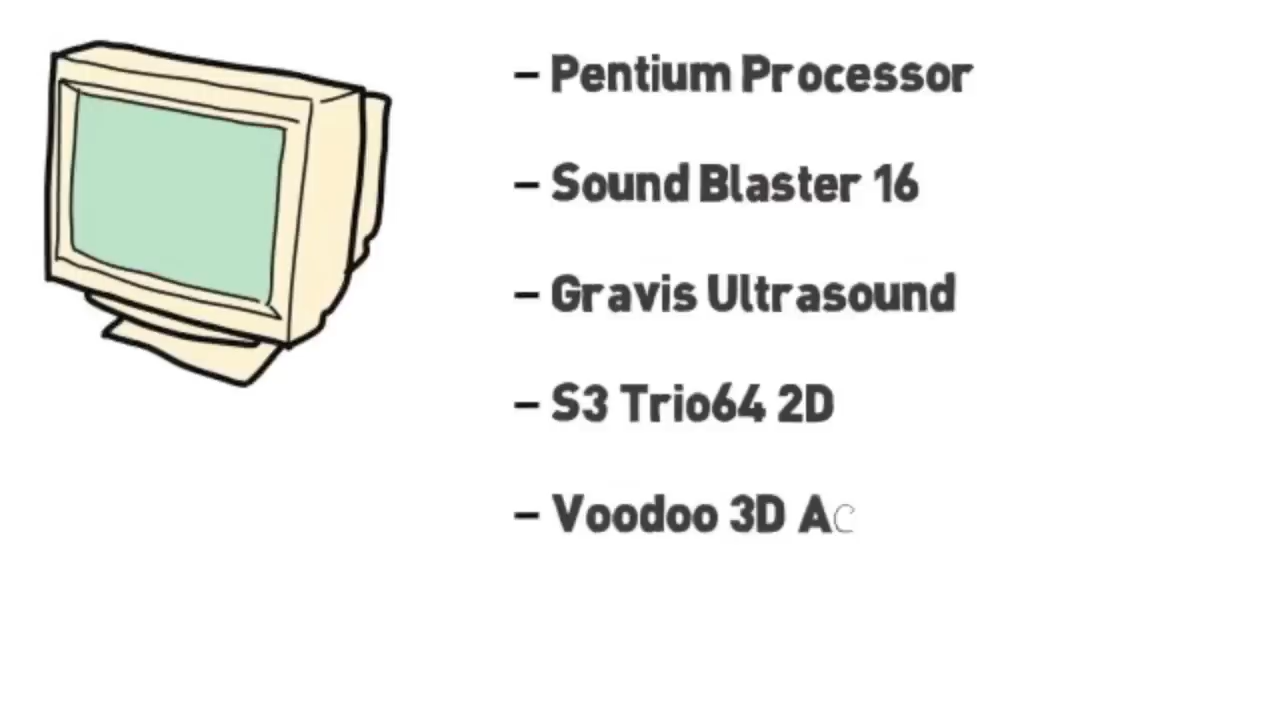 - Pentium Processor
- Sound Blaster 16
- Gravis Ultrasound
- S3 Trio64 2D
- Voodoo 3D Ac